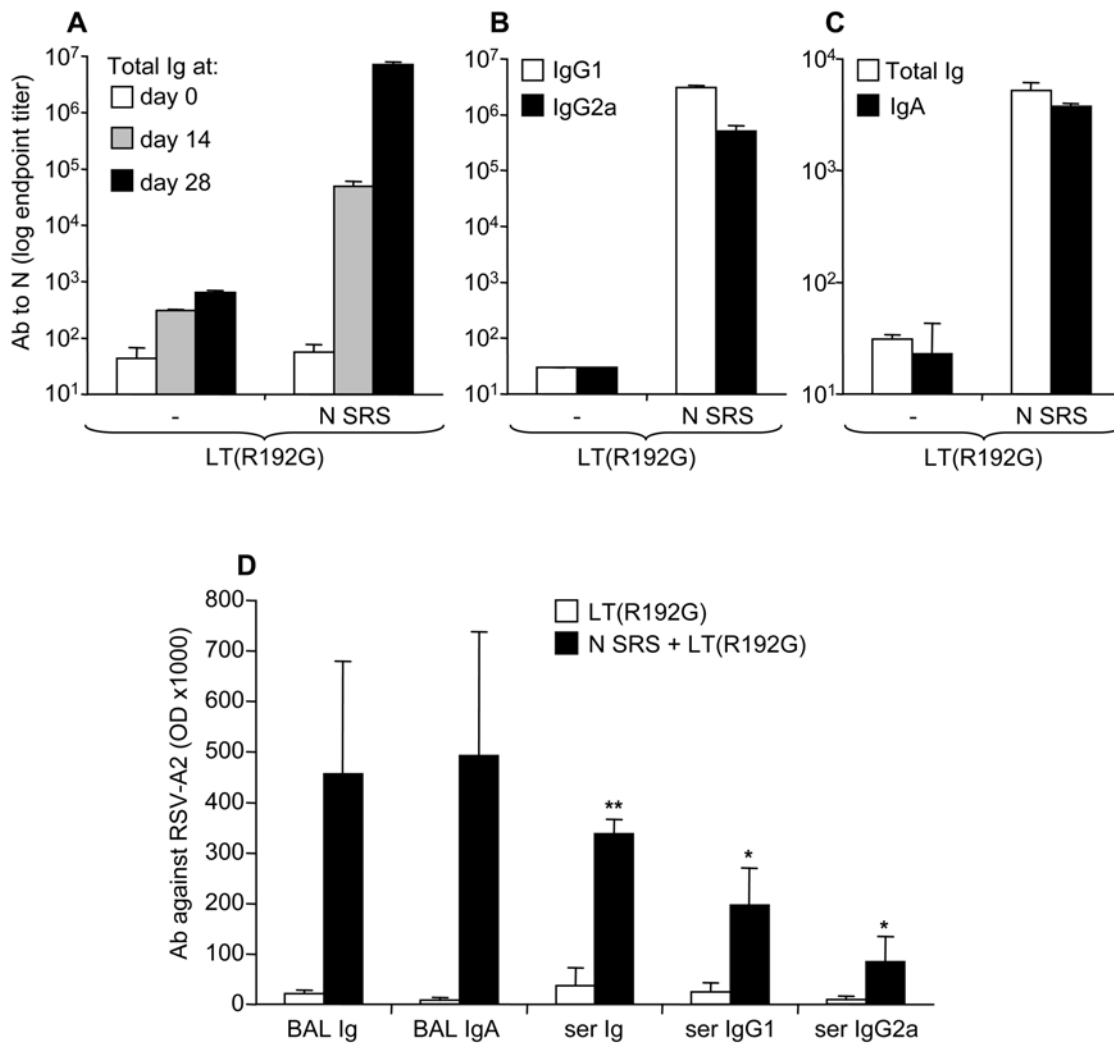 A
Ab to N (log endpoint titer)
10⁷
10⁶
10⁵
10⁴
10³
10²
10¹
Total Ig at:
day 0
day 14
day 28
- N SRS
LT(R192G)
B
10⁷
10⁶
10⁵
10⁴
10³
10²
10¹
IgG1
IgG2a
- N SRS
LT(R192G)
C
10⁴
10³
10²
10¹
Total Ig
IgA
- N SRS
LT(R192G)
D
Ab against RSV-A2 (OD x1000)
800
700
600
500
400
300
200
100
0
LT(R192G)
N SRS + LT(R192G)
**
*
*
BAL Ig BAL IgA ser Ig ser IgG1 ser IgG2a